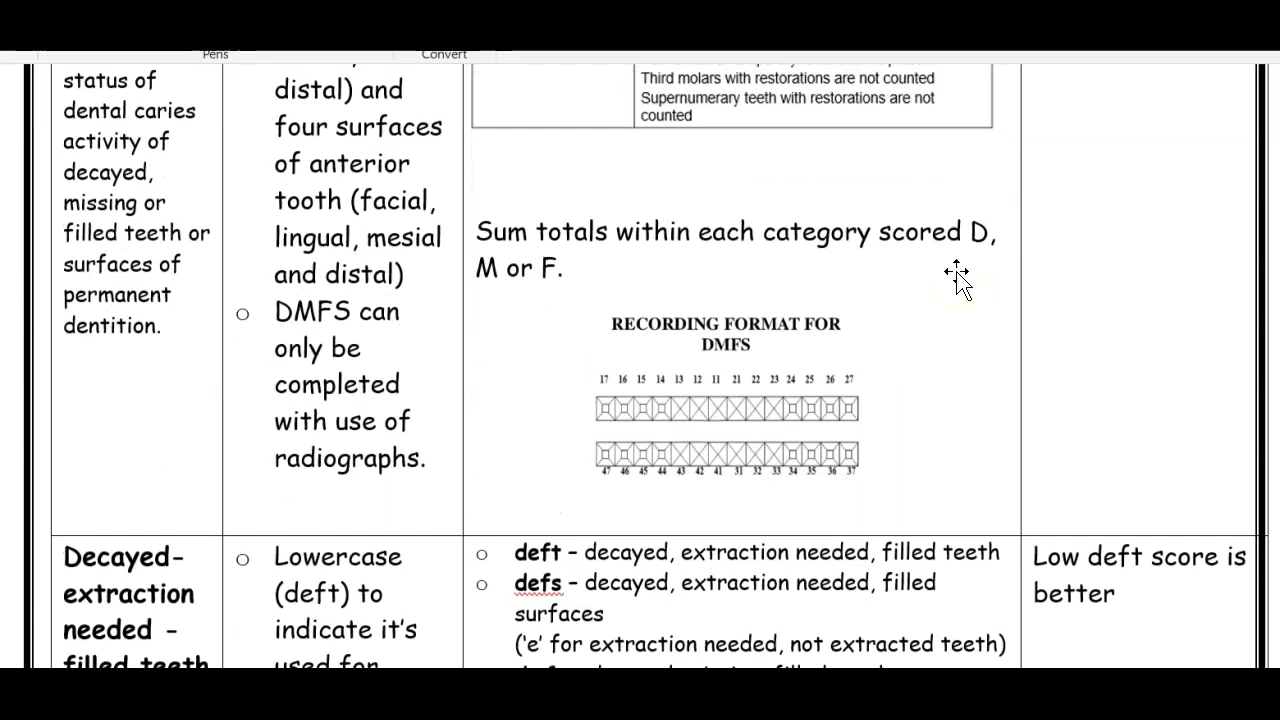 Pens Convert
status of
dental caries
activity of
decayed,
missing or
filled teeth or
surfaces of
permanent
dentition.
distal) and
four surfaces
of anterior
tooth (facial,
lingual, mesial
and distal)
o DMFS can
only be
completed
with use of
radiographs.
Third molars with restorations are not counted
Supernumerary teeth with restorations are not
counted
Sum totals within each category scored D,
M or F.
RECORDING FORMAT FOR
DMFS
17 16 15 14 13 12 11 21 22 23 24 25 26 27
47 46 45 44 43 42 41 31 32 33 34 35 36 37
Decayed-
extraction
needed -
filled teeth
o Lowercase
(deft) to
indicate it's
used for
o deft – decayed, extraction needed, filled teeth
o defs – decayed, extraction needed, filled
surfaces
('e' for extraction needed, not extracted teeth)
Low deft score is
better